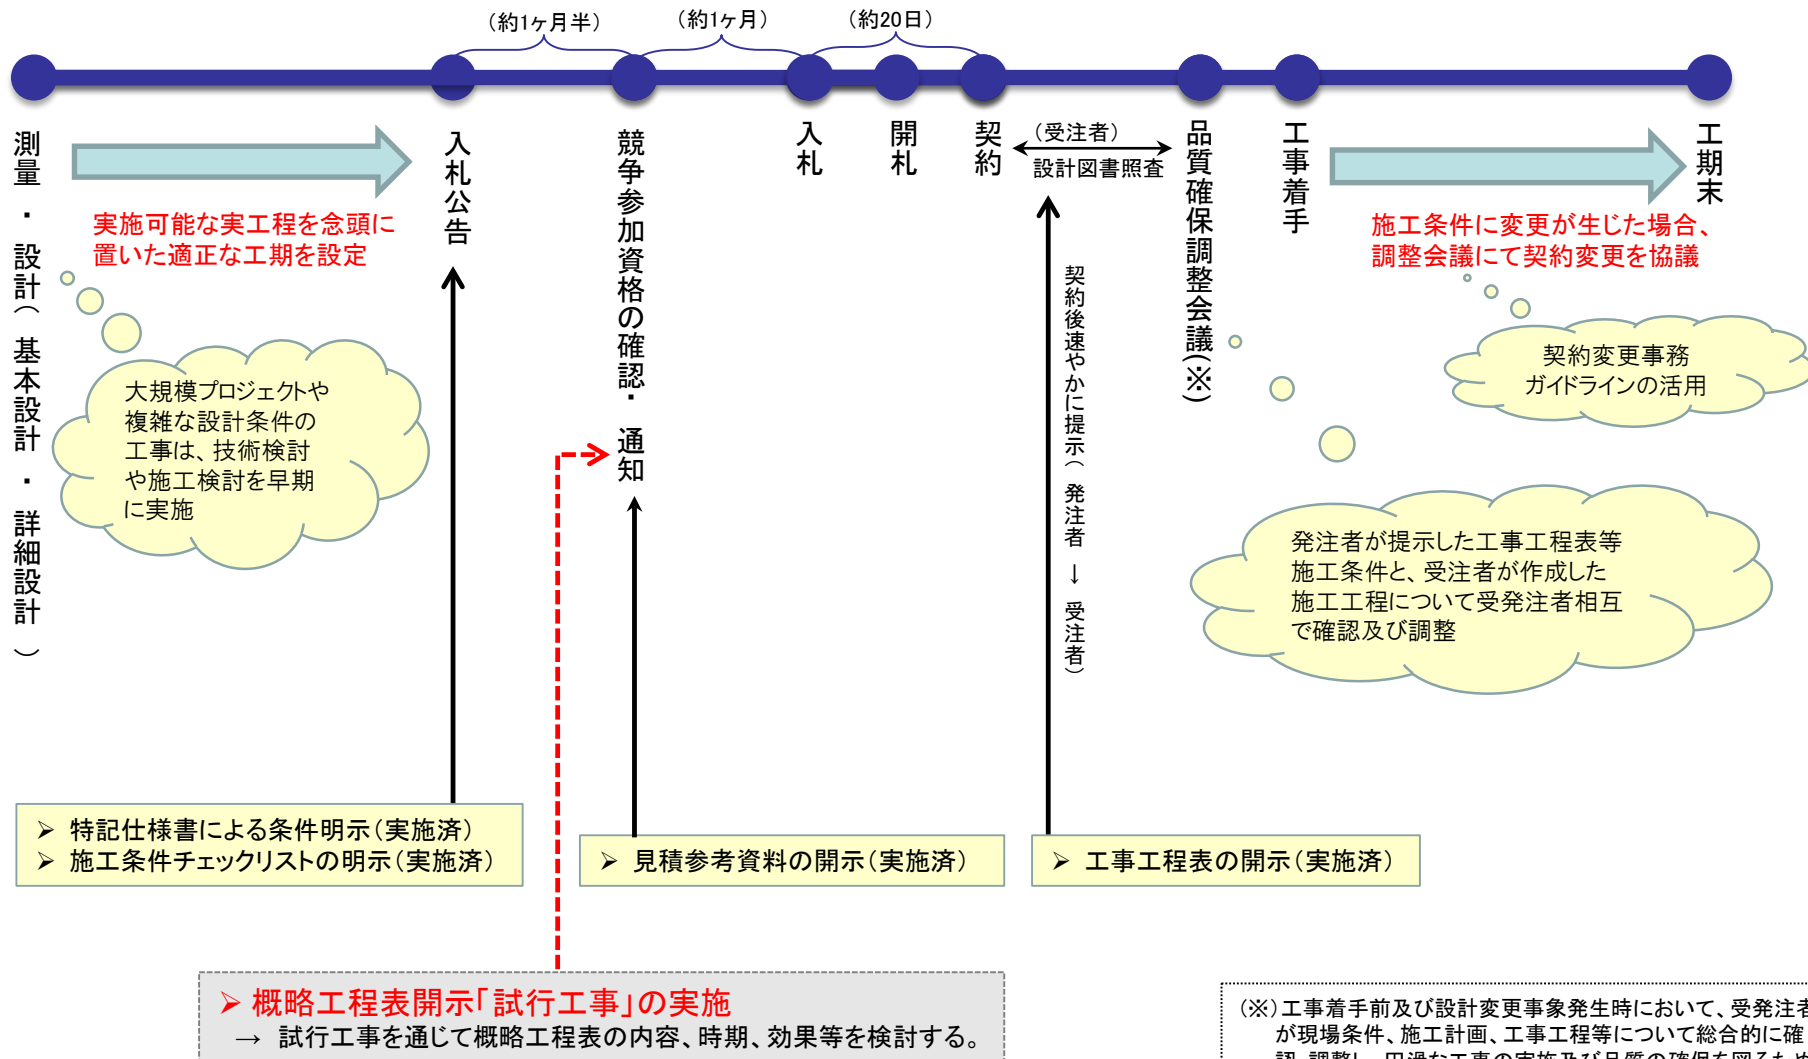 （約1ヶ月半）
（約1ヶ月）
（約20日）
測量・設計（基本設計・詳細設計）
入札公告
競争参加資格の確認・通知
入札
開札
契約
（受注者）
設計図書照査
品質確保調整会議(※)
工事着手
工期末
実施可能な実工程を念頭に
置いた適正な工期を設定
施工条件に変更が生じた場合、
調整会議にて契約変更を協議
大規模プロジェクトや
複雑な設計条件の
工事は、技術検討
や施工検討を早期
に実施
契約後速やかに提示（発注者→受注者）
契約変更事務
ガイドラインの活用
発注者が提示した工事工程表等
施工条件と、受注者が作成した
施工工程について受発注者相互
で確認及び調整
➢ 特記仕様書による条件明示（実施済）
➢ 施工条件チェックリストの明示（実施済）
➢ 見積参考資料の開示（実施済）
➢ 工事工程表の開示（実施済）
➢ 概略工程表開示「試行工事」の実施
→ 試行工事を通じて概略工程表の内容、時期、効果等を検討する。
（※）工事着手前及び設計変更事象発生時において、受発注者
が現場条件、施工計画、工事工程等について総合的に確